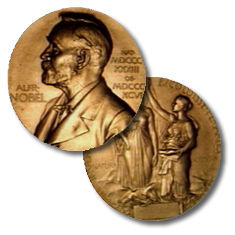 ALFR·
NOBEL
NAT·
MDCCC
XXXIII
OB·
MDCCC
XCVI